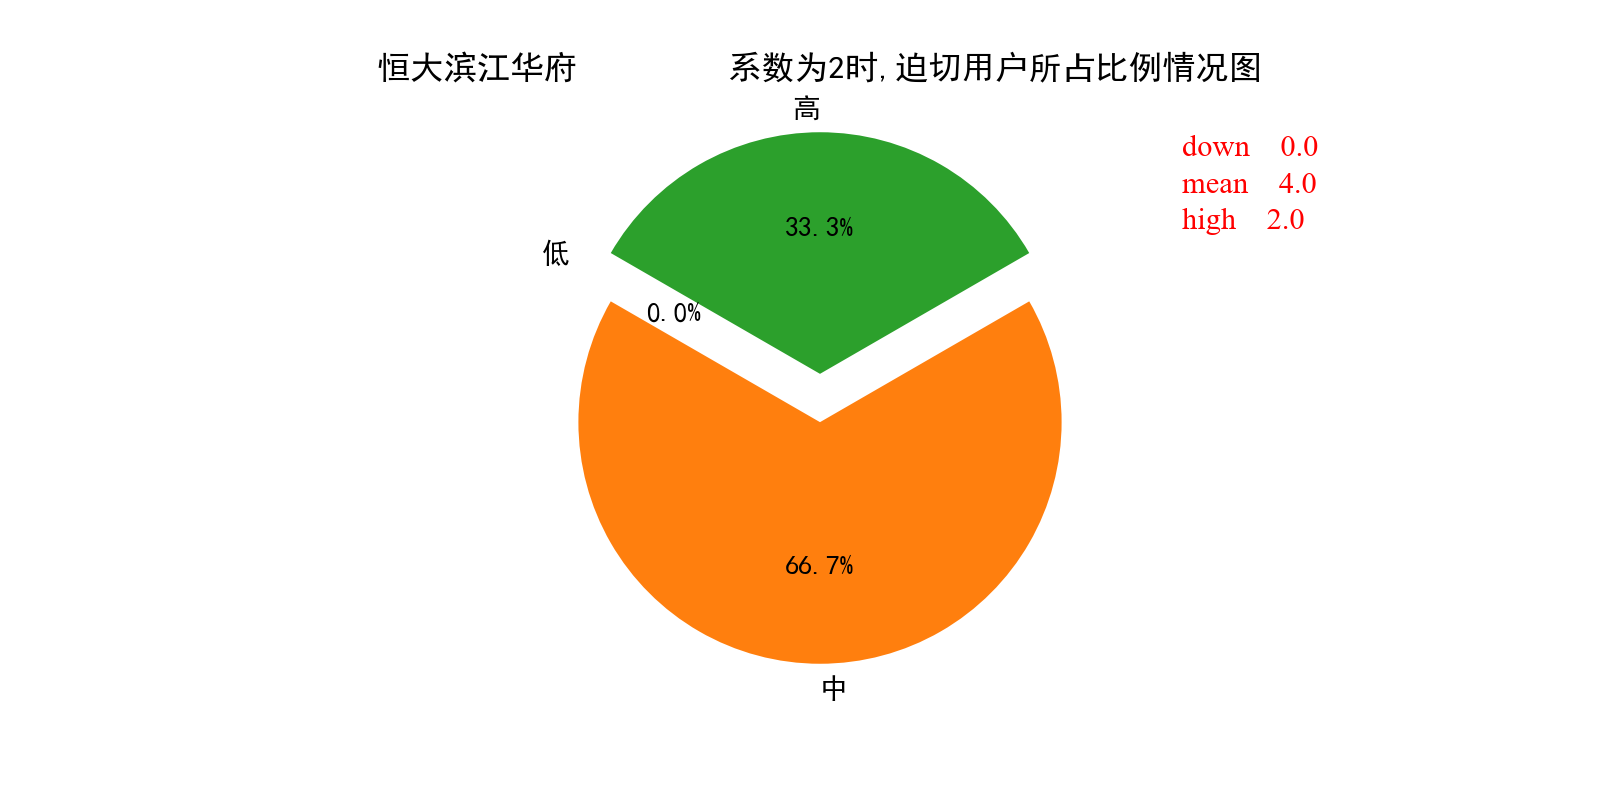 恒大滨江华府 系数为2时,迫切用户所占比例情况图
高
down 0.0
mean 4.0
high 2.0
33.3%
低
0.0%
66.7%
中